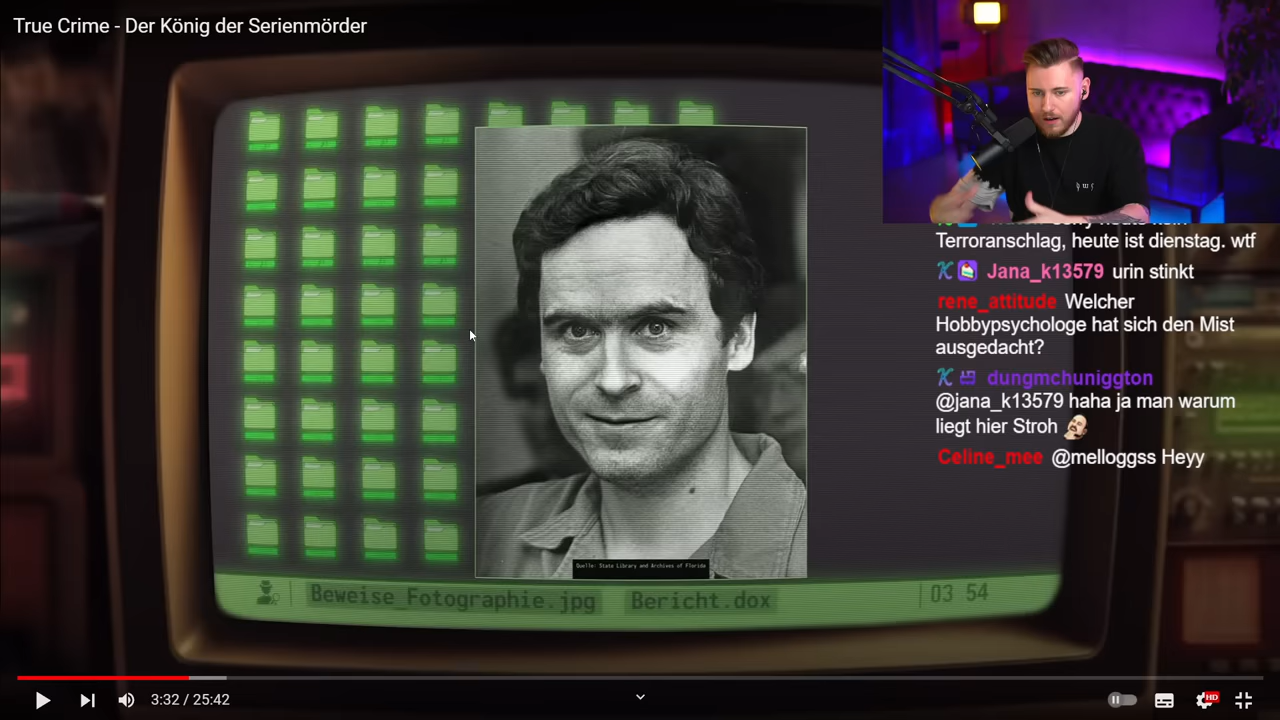 True Crime - Der König der Serienmörder
Terroranschlag, heute ist dienstag. wtf
Jana_k13579 urin stinkt
rene_attitude Welcher
Hobbypsychologe hat sich den Mist
ausgedacht?
dungmchuniggton
@jana_k13579 haha ja man warum
liegt hier Stroh
Celine_mee @melloggss Heyy
Quelle: State Library and Archives of Florida
Beweise_Fotographie.jpg Bericht.dox 03 54
3:32 / 25:42
HD